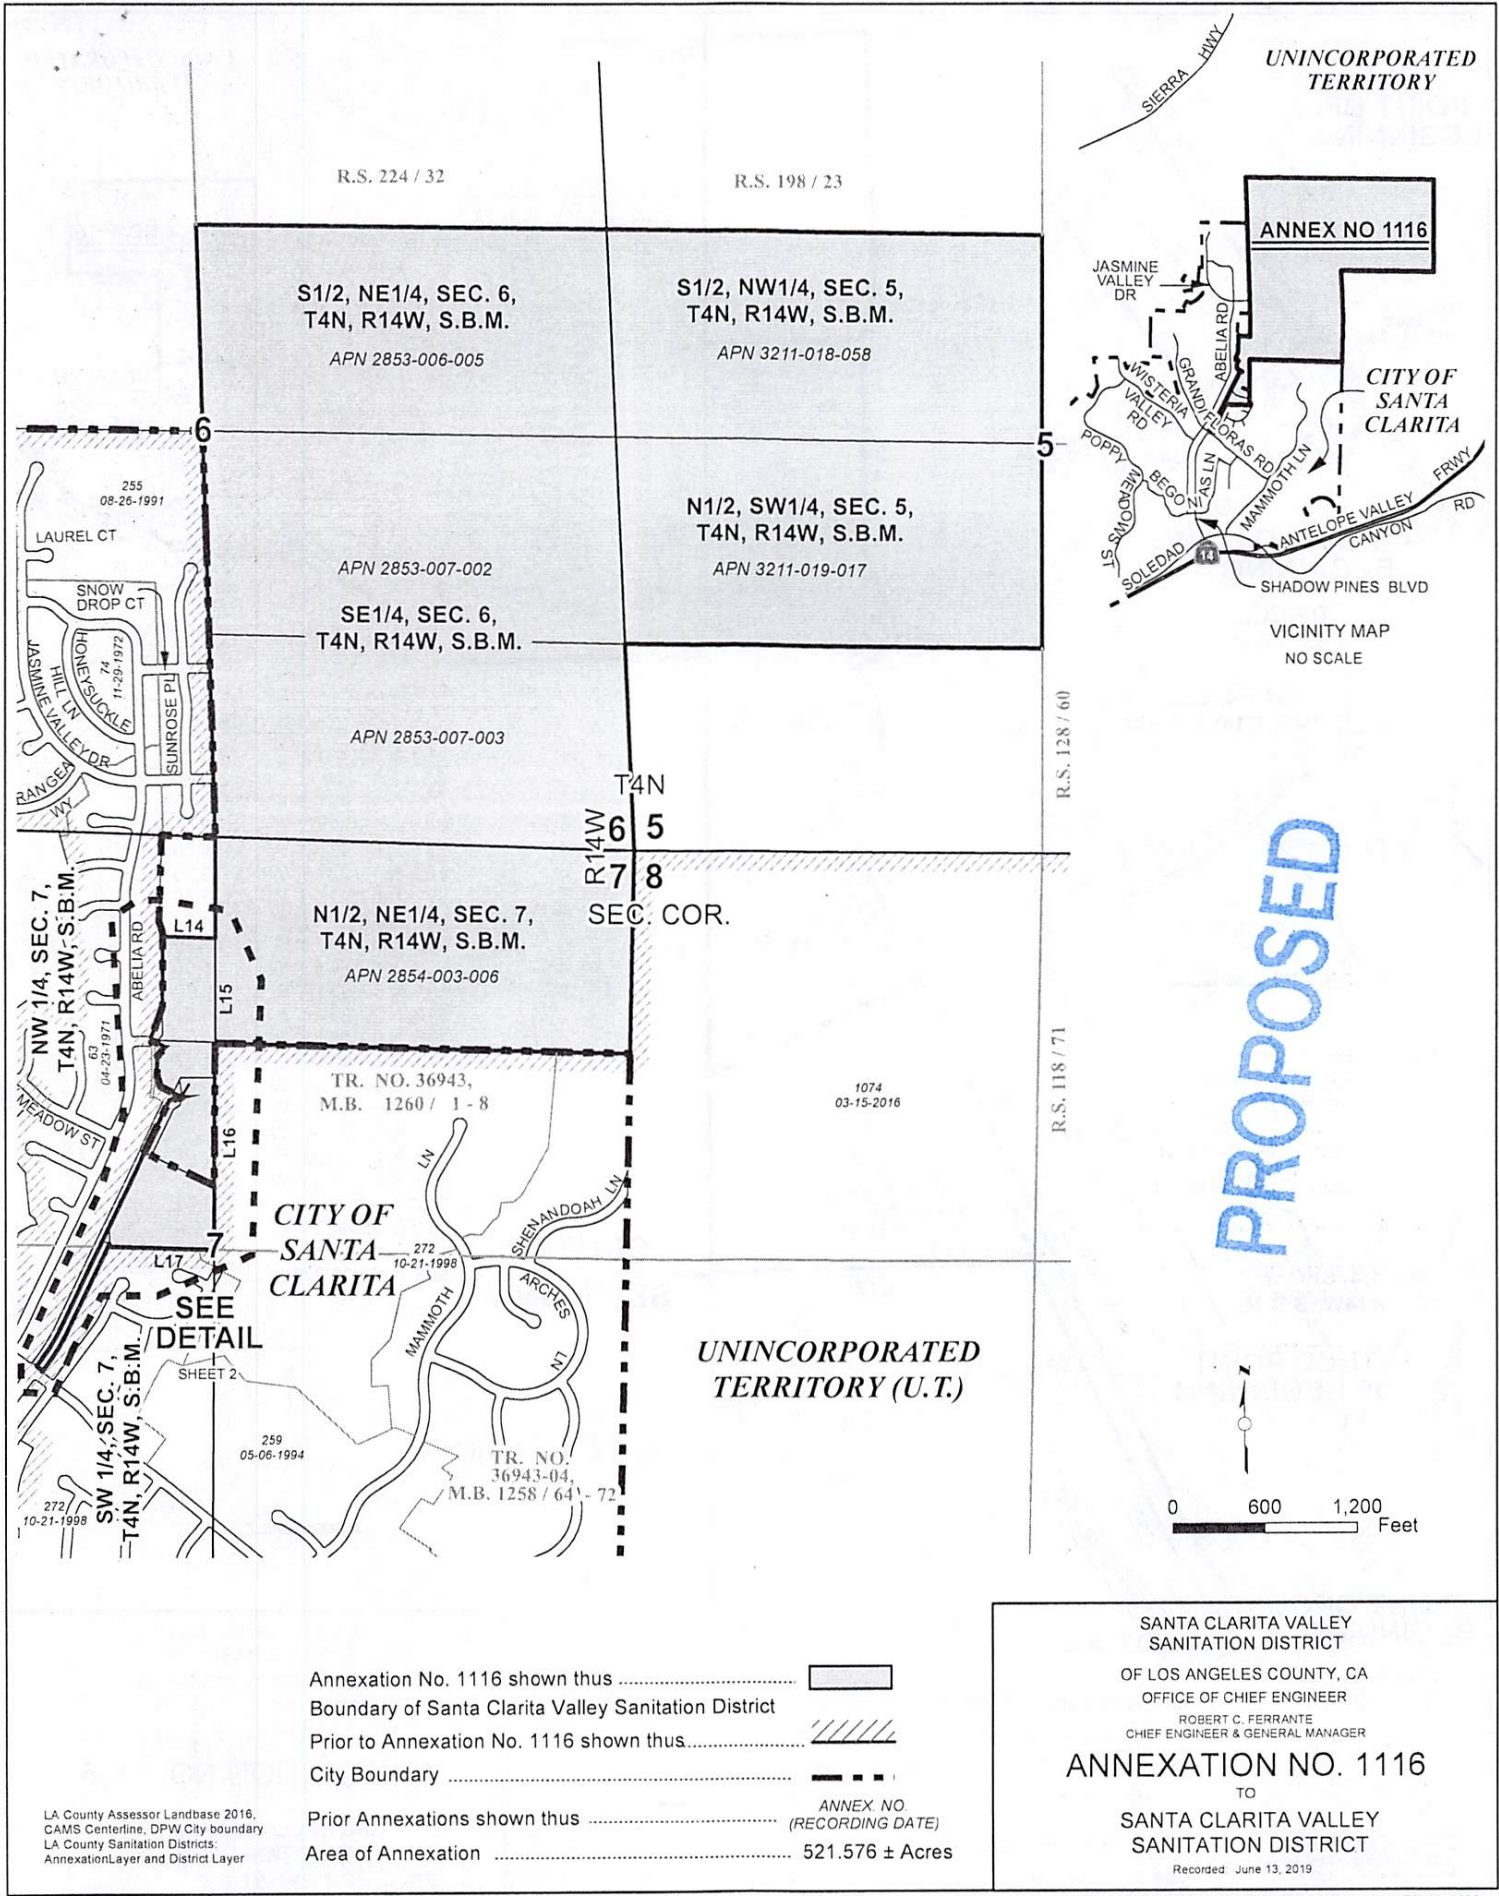 UNINCORPORATED
TERRITORY
SIERRA HWY
R.S. 224 / 32
R.S. 198 / 23
ANNEX NO 1116
JASMINE
VALLEY
DR
ABELIA RD
GRANDIFLORAS RD
WISTERIA
VALLEY
RD
CITY OF
SANTA
CLARITA
POPPY MEADOWS ST
BEGONIAS LN
MAMMOTH LN
SOLEDAD
14
ANTELOPE VALLEY FRWY
CANYON RD
SHADOW PINES BLVD
VICINITY MAP
NO SCALE
S1/2, NE1/4, SEC. 6,
T4N, R14W, S.B.M.
APN 2853-006-005
S1/2, NW1/4, SEC. 5,
T4N, R14W, S.B.M.
APN 3211-018-058
6
5
255
08-26-1991
LAUREL CT
SNOW
DROP CT
N1/2, SW1/4, SEC. 5,
T4N, R14W, S.B.M.
APN 3211-019-017
APN 2853-007-002
SE1/4, SEC. 6,
T4N, R14W, S.B.M.
74
11-29-1972
HONEYSUCKLE
HILL LN
JASMINE VALLEY DR
SUNROSE PL
RANGEA
WY
APN 2853-007-003
R.S. 128 / 60
T4N
R14W
6 5
7 8
SEC. COR.
NW 1/4, SEC. 7,
T4N, R14W, S.B.M.
L14
ABELIA RD
L15
N1/2, NE1/4, SEC. 7,
T4N, R14W, S.B.M.
APN 2854-003-006
63
04-23-1971
MEADOW ST
L16
TR. NO. 36943,
M.B. 1260 / 1 - 8
1074
03-15-2016
R.S. 118 / 71
PROPOSED
LN
SHENANDOAH LN
CITY OF
SANTA
CLARITA
7
L17
272
10-21-1998
ARCHES
LN
MAMMOTH
SEE
DETAIL
SHEET 2
UNINCORPORATED
TERRITORY (U.T.)
SW 1/4, SEC. 7,
T4N, R14W, S.B.M.
259
05-06-1994
TR. NO.
36943-04,
M.B. 1258 / 64 - 72
272
10-21-1998
N
0 600 1,200
Feet
Annexation No. 1116 shown thus
Boundary of Santa Clarita Valley Sanitation District
Prior to Annexation No. 1116 shown thus
City Boundary
Prior Annexations shown thus ANNEX. NO.
(RECORDING DATE)
Area of Annexation 521.576 ± Acres
LA County Assessor Landbase 2016,
CAMS Centerline, DPW City boundary
LA County Sanitation Districts:
AnnexationLayer and District Layer
SANTA CLARITA VALLEY
SANITATION DISTRICT
OF LOS ANGELES COUNTY, CA
OFFICE OF CHIEF ENGINEER
ROBERT C. FERRANTE
CHIEF ENGINEER & GENERAL MANAGER
ANNEXATION NO. 1116
TO
SANTA CLARITA VALLEY
SANITATION DISTRICT
Recorded: June 13, 2019